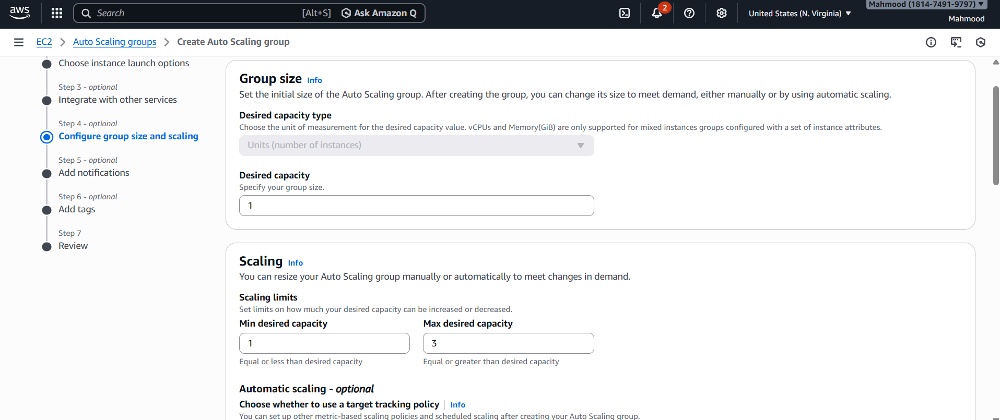 aws
Search [Alt+S] Ask Amazon Q
2
United States (N. Virginia)
Mahmood (1814-7491-9797)
Mahmood
EC2 Auto Scaling groups Create Auto Scaling group
Choose instance launch options
Step 3 - optional
Integrate with other services
Step 4 - optional
Configure group size and scaling
Step 5 - optional
Add notifications
Step 6 - optional
Add tags
Step 7
Review
Group size Info
Set the initial size of the Auto Scaling group. After creating the group, you can change its size to meet demand, either manually or by using automatic scaling.
Desired capacity type
Choose the unit of measurement for the desired capacity value. vCPUs and Memory(GiB) are only supported for mixed instances groups configured with a set of instance attributes.
Units (number of instances)
Desired capacity
Specify your group size.
1
Scaling Info
You can resize your Auto Scaling group manually or automatically to meet changes in demand.
Scaling limits
Set limits on how much your desired capacity can be increased or decreased.
Min desired capacity
1
Equal or less than desired capacity
Max desired capacity
3
Equal or greater than desired capacity
Automatic scaling - optional
Choose whether to use a target tracking policy Info
You can set up other metric-based scaling policies and scheduled scaling after creating your Auto Scaling group.